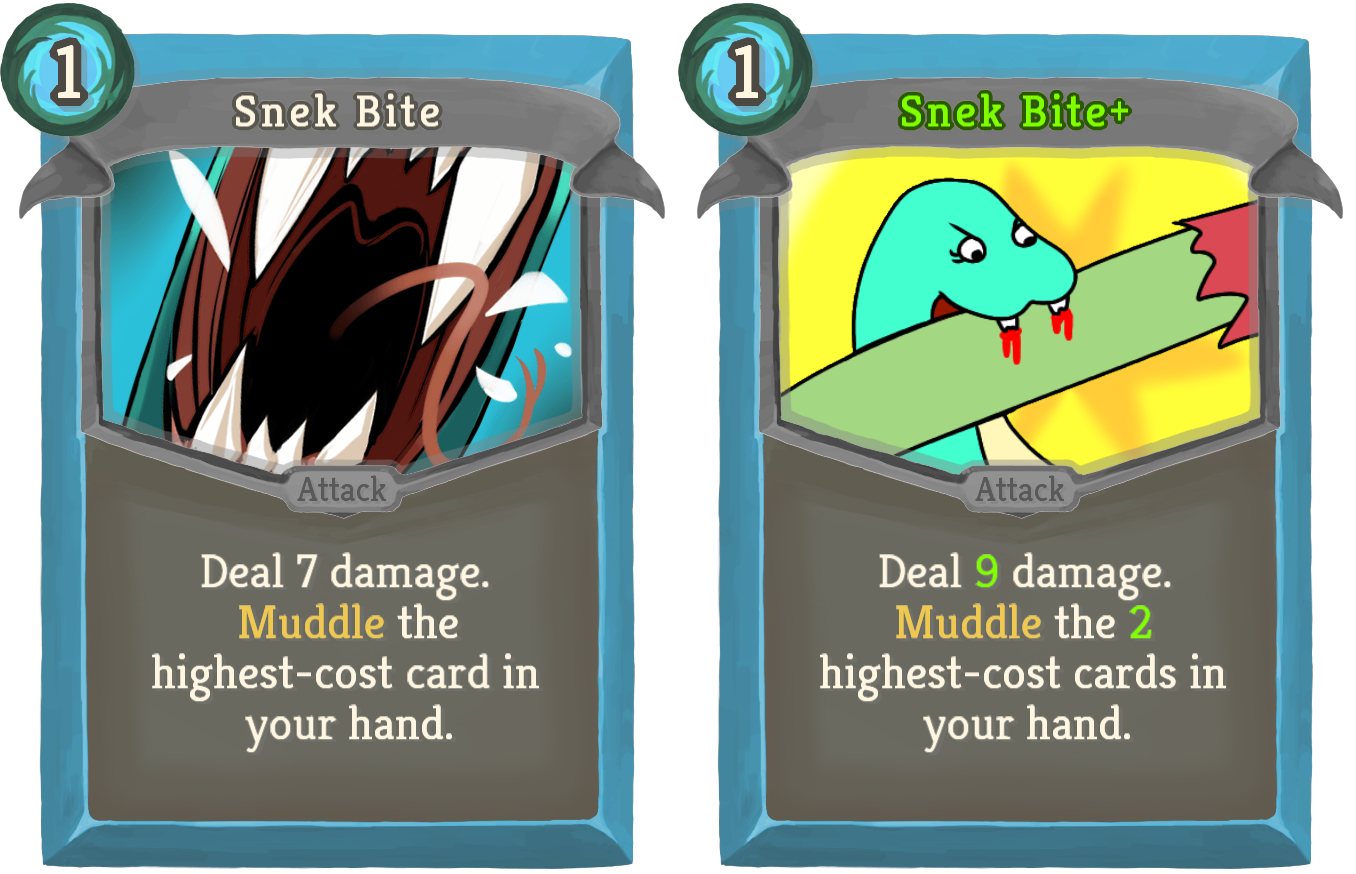 1
Snek Bite
Attack
Deal 7 damage.
Muddle the
highest-cost card in
your hand.
1
Snek Bite+
Attack
Deal 9 damage.
Muddle the 2
highest-cost cards in
your hand.